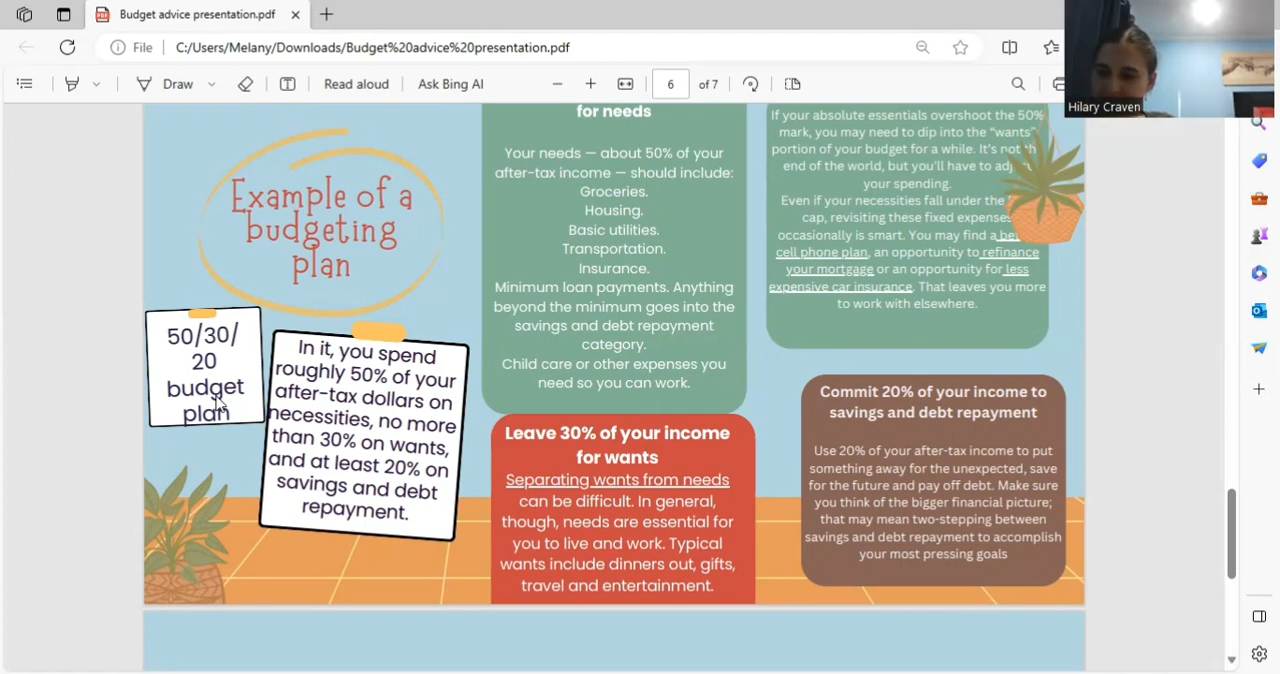 Budget advice presentation.pdf
File
C:/Users/Melany/Downloads/Budget%20advice%20presentation.pdf
Draw
Read aloud
Ask Bing AI
6
of 7
Hilary Craven
Example of a
budgeting
plan
50/30/
20
budget
plan
In it, you spend
roughly 50% of your
after-tax dollars on
necessities, no more
than 30% on wants,
and at least 20% on
savings and debt
repayment.
for needs
Your needs — about 50% of your
after-tax income — should include:
Groceries.
Housing.
Basic utilities.
Transportation.
Insurance.
Minimum loan payments. Anything
beyond the minimum goes into the
savings and debt repayment
category.
Child care or other expenses you
need so you can work.
Leave 30% of your income
for wants
Separating wants from needs
can be difficult. In general,
though, needs are essential for
you to live and work. Typical
wants include dinners out, gifts,
travel and entertainment.
If your absolute essentials overshoot the 50%
mark, you may need to dip into the “wants”
portion of your budget for a while. It's not
end of the world, but you'll have to
your spending.
Even if your necessities fall under the
cap, revisiting these fixed expenses
occasionally is smart. You may find a
cell phone plan, an opportunity to refinance
your mortgage or an opportunity for less
expensive car insurance. That leaves you more
to work with elsewhere.
Commit 20% of your income to
savings and debt repayment
Use 20% of your after-tax income to put
something away for the unexpected, save
for the future and pay off debt. Make sure
you think of the bigger financial picture;
that may mean two-stepping between
savings and debt repayment to accomplish
your most pressing goals